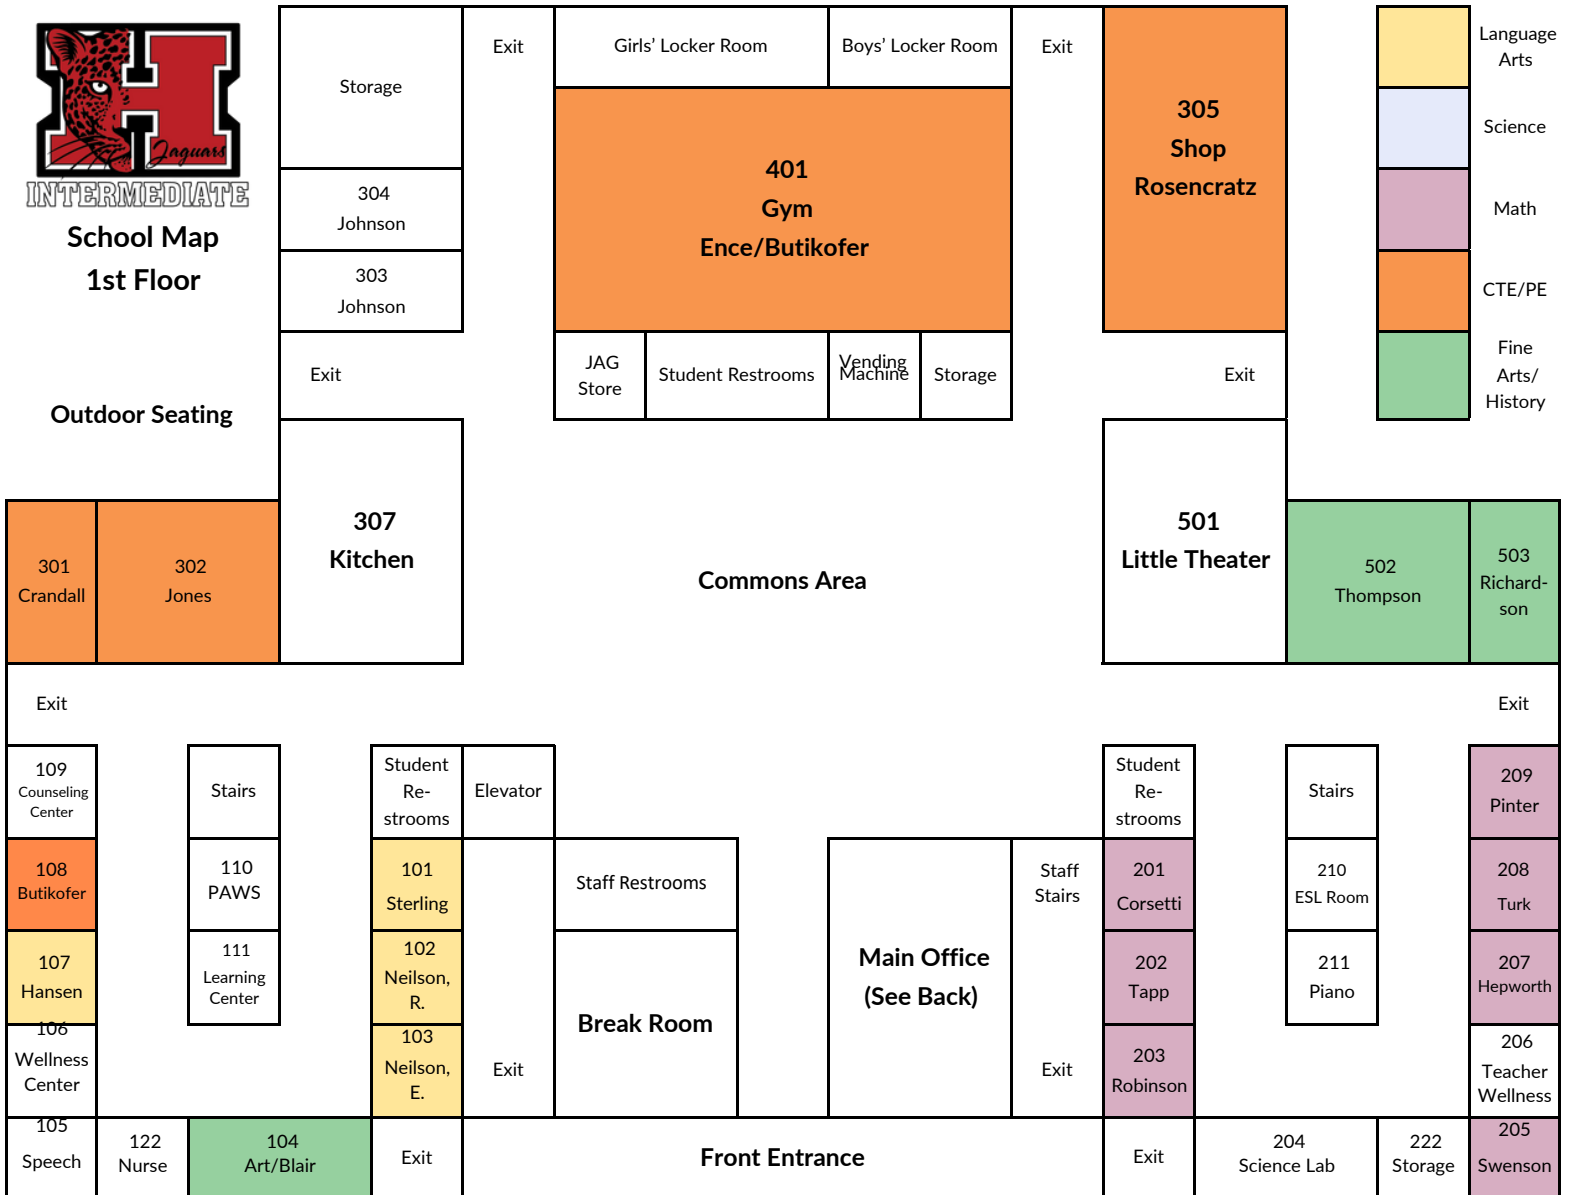 Jaguars
INTERMEDIATE
School Map
1st Floor
Storage
Exit
Girls’ Locker Room
Boys’ Locker Room
Exit
305
Shop
Rosencratz
Language
Arts
Science
Math
CTE/PE
Fine
Arts/
History
304
Johnson
303
Johnson
401
Gym
Ence/Butikofer
Exit
JAG
Store
Student Restrooms
Vending
Machine
Storage
Exit
Outdoor Seating
301
Crandall
302
Jones
307
Kitchen
Commons Area
501
Little Theater
502
Thompson
503
Richard-
son
Exit
Exit
109
Counseling
Center
Stairs
Student
Re-
strooms
Elevator
Student
Re-
strooms
Stairs
209
Pinter
108
Butikofer
110
PAWS
101
Sterling
Staff Restrooms
Staff
Stairs
201
Corsetti
210
ESL Room
208
Turk
107
Hansen
111
Learning
Center
102
Neilson,
R.
Break Room
Main Office
(See Back)
202
Tapp
211
Piano
207
Hepworth
106
Wellness
Center
103
Neilson,
E.
Exit
Exit
203
Robinson
206
Teacher
Wellness
105
Speech
122
Nurse
104
Art/Blair
Exit
Front Entrance
Exit
204
Science Lab
222
Storage
205
Swenson